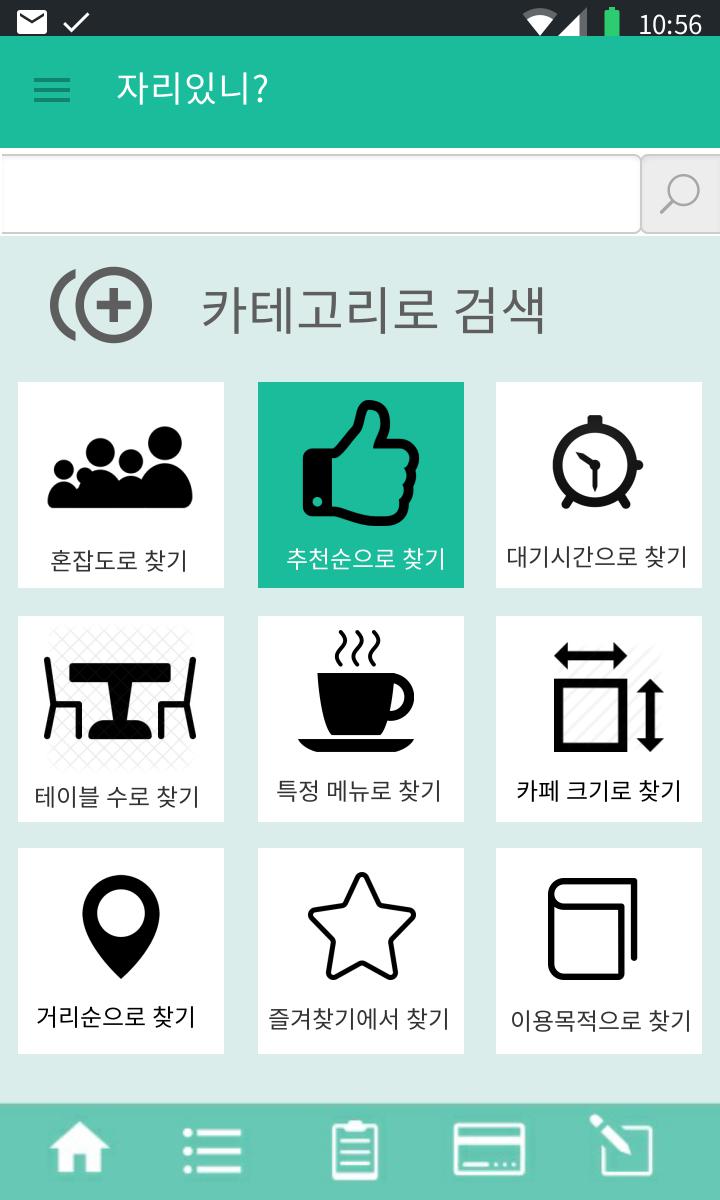 10:56
자리있니?
카테고리로 검색
혼잡도로 찾기
추천순으로 찾기
대기시간으로 찾기
테이블 수로 찾기
특정 메뉴로 찾기
카페 크기로 찾기
거리순으로 찾기
즐겨찾기에서 찾기
이용목적으로 찾기